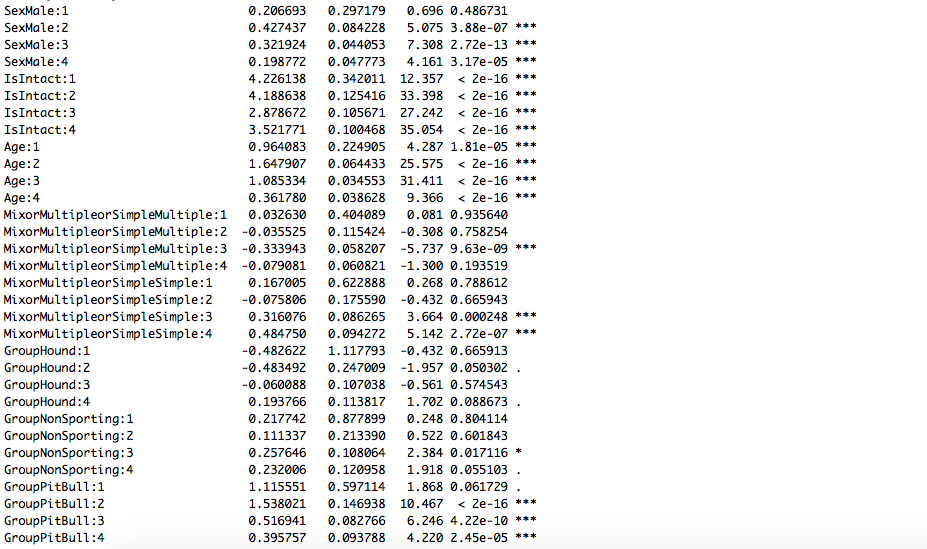 SexMale:1 0.206693 0.297179 0.696 0.486731
SexMale:2 0.427437 0.084228 5.075 3.88e-07 ***
SexMale:3 0.321924 0.044053 7.308 2.72e-13 ***
SexMale:4 0.198772 0.047773 4.161 3.17e-05 ***
IsIntact:1 4.226138 0.342011 12.357 < 2e-16 ***
IsIntact:2 4.188638 0.125416 33.398 < 2e-16 ***
IsIntact:3 2.878672 0.105671 27.242 < 2e-16 ***
IsIntact:4 3.521771 0.100468 35.054 < 2e-16 ***
Age:1 0.964083 0.224905 4.287 1.81e-05 ***
Age:2 1.647907 0.064433 25.575 < 2e-16 ***
Age:3 1.085334 0.034553 31.411 < 2e-16 ***
Age:4 0.361780 0.038628 9.366 < 2e-16 ***
MixorMultipleorSimpleMultiple:1 0.032630 0.404089 0.081 0.935640
MixorMultipleorSimpleMultiple:2 -0.035525 0.115424 -0.308 0.758254
MixorMultipleorSimpleMultiple:3 -0.333943 0.058207 -5.737 9.63e-09 ***
MixorMultipleorSimpleMultiple:4 -0.079081 0.060821 -1.300 0.193519
MixorMultipleorSimpleSimple:1 0.167005 0.622888 0.268 0.788612
MixorMultipleorSimpleSimple:2 -0.075806 0.175590 -0.432 0.665943
MixorMultipleorSimpleSimple:3 0.316076 0.086265 3.664 0.000248 ***
MixorMultipleorSimpleSimple:4 0.484750 0.094272 5.142 2.72e-07 ***
GroupHound:1 -0.482622 1.117793 -0.432 0.665913
GroupHound:2 -0.483492 0.247009 -1.957 0.050302 .
GroupHound:3 -0.060088 0.107038 -0.561 0.574543
GroupHound:4 0.193766 0.113817 1.702 0.088673 .
GroupNonSporting:1 0.217742 0.877899 0.248 0.804114
GroupNonSporting:2 0.111337 0.213390 0.522 0.601843
GroupNonSporting:3 0.257646 0.108064 2.384 0.017116 *
GroupNonSporting:4 0.232006 0.120958 1.918 0.055103 .
GroupPitBull:1 1.115551 0.597114 1.868 0.061729 .
GroupPitBull:2 1.538021 0.146938 10.467 < 2e-16 ***
GroupPitBull:3 0.516941 0.082766 6.246 4.22e-10 ***
GroupPitBull:4 0.395757 0.093788 4.220 2.45e-05 ***